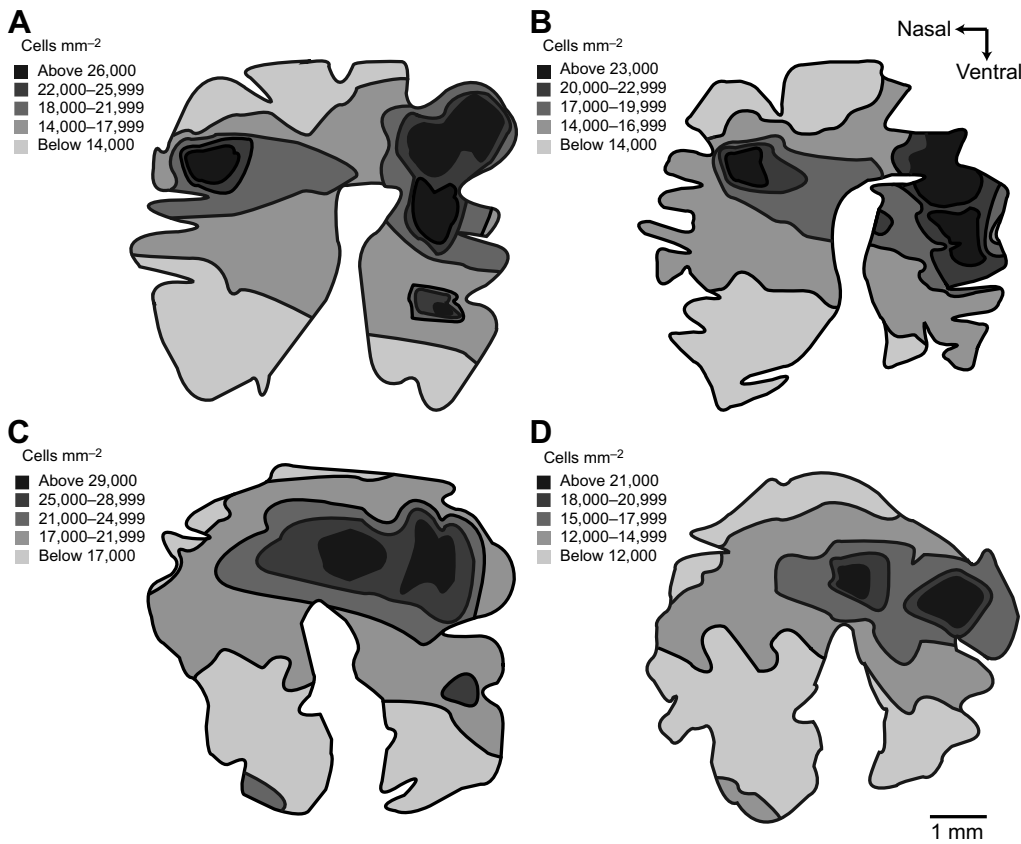 A
Cells mm–2
Above 26,000
22,000–25,999
18,000–21,999
14,000–17,999
Below 14,000
B
Cells mm–2
Above 23,000
20,000–22,999
17,000–19,999
14,000–16,999
Below 14,000
Nasal
Ventral
C
Cells mm–2
Above 29,000
25,000–28,999
21,000–24,999
17,000–21,999
Below 17,000
D
Cells mm–2
Above 21,000
18,000–20,999
15,000–17,999
12,000–14,999
Below 12,000
1 mm